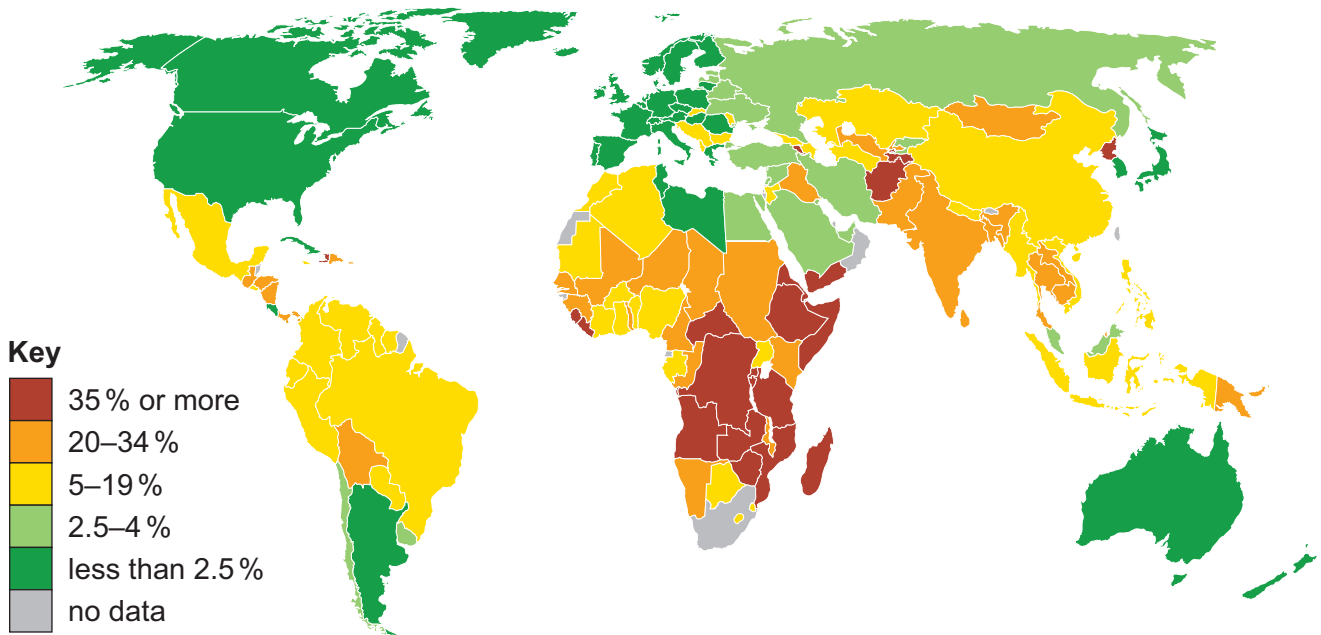 Key
35 % or more
20–34 %
5–19 %
2.5–4 %
less than 2.5 %
no data